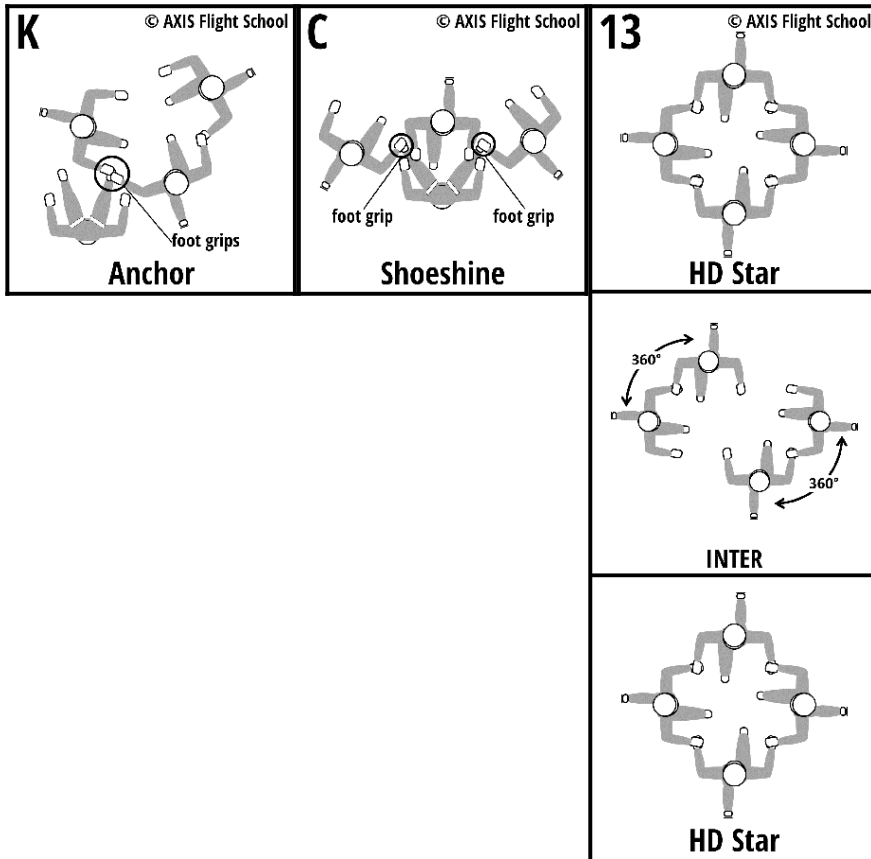 K © AXIS Flight School
foot grips
Anchor
C © AXIS Flight School
foot grip foot grip
Shoeshine
13 © AXIS Flight School
HD Star
360°
360°
INTER
HD Star